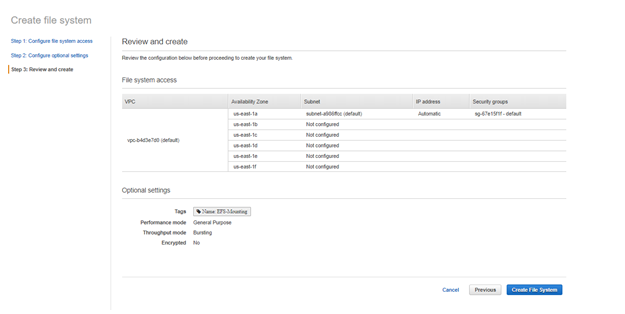 Create file system
Step 1: Configure file system access
Step 2: Configure optional settings
Step 3: Review and create
Review and create
Review the configuration below before proceeding to create your file system.
File system access
VPC Availability Zone Subnet IP address Security groups
us-east-1a subnet-a986ffcc (default) Automatic sg-67e15f1f - default
us-east-1b Not configured
us-east-1c Not configured
vpc-b4d3e7d0 (default)
us-east-1d Not configured
us-east-1e Not configured
us-east-1f Not configured
Optional settings
Tags Name: EFS-Mounting
Performance mode General Purpose
Throughput mode Bursting
Encrypted No
Cancel Previous Create File System